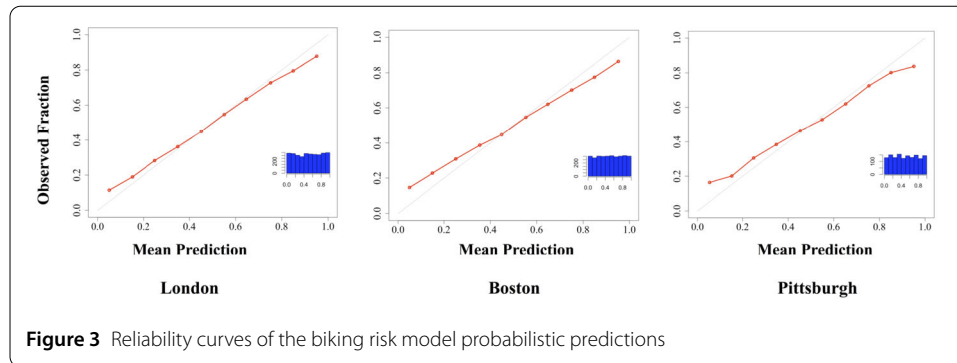 Observed Fraction
1.0
0.8
0.6
0.4
0.2
0.0
200
0
0.0 0.4 0.8
0.0 0.2 0.4 0.6 0.8 1.0
Mean Prediction
London
1.0
0.8
0.6
0.4
0.2
0.0
200
0
0.0 0.4 0.8
0.0 0.2 0.4 0.6 0.8 1.0
Mean Prediction
Boston
1.0
0.8
0.6
0.4
0.2
0.0
100
0
0.0 0.4 0.8
0.0 0.2 0.4 0.6 0.8 1.0
Mean Prediction
Pittsburgh
Figure 3 Reliability curves of the biking risk model probabilistic predictions